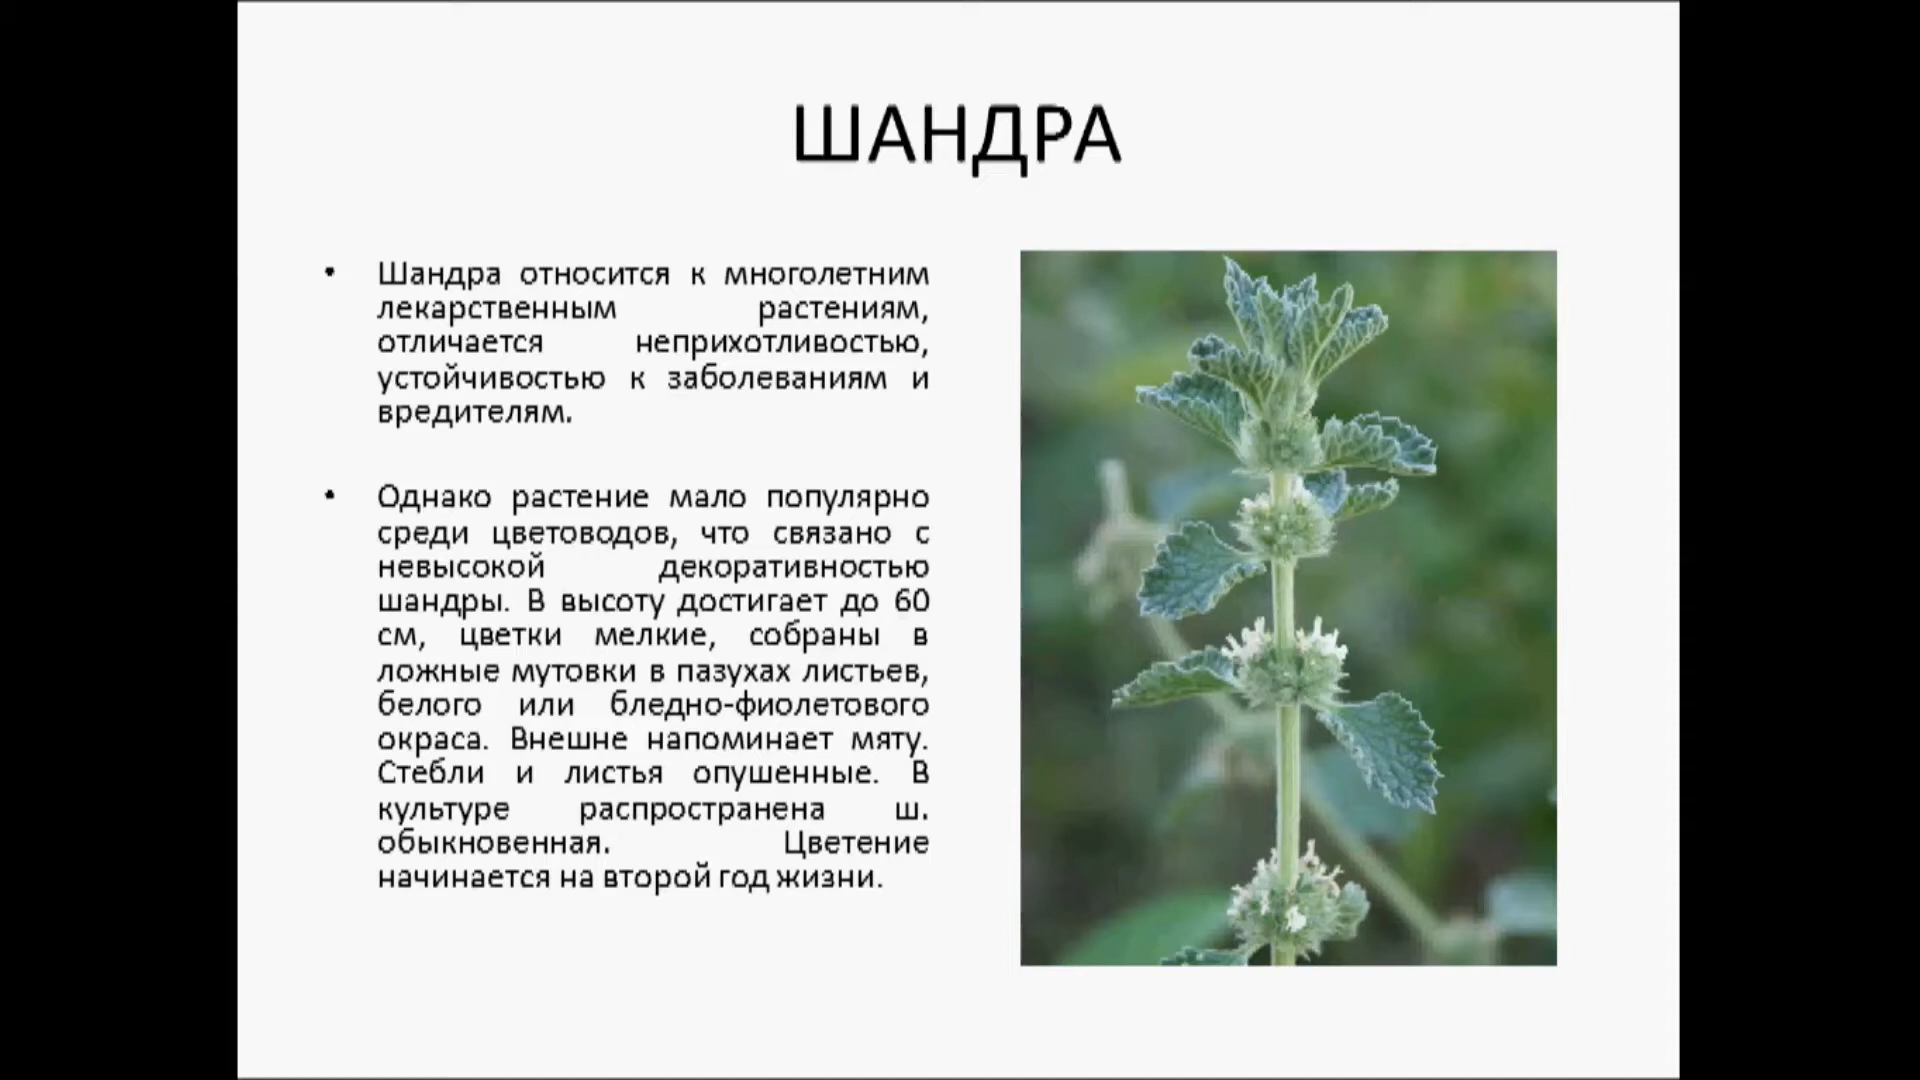 ШАНДРА
• Шандра относится к многолетним
лекарственным растениям,
отличается неприхотливостью,
устойчивостью к заболеваниям и
вредителям.
• Однако растение мало популярно
среди цветоводов, что связано с
невысокой декоративностью
шандры. В высоту достигает до 60
см, цветки мелкие, собраны в
ложные мутовки в пазухах листьев,
белого или бледно-фиолетового
окраса. Внешне напоминает мяту.
Стебли и листья опушенные. В
культуре распространена ш.
обыкновенная. Цветение
начинается на второй год жизни.